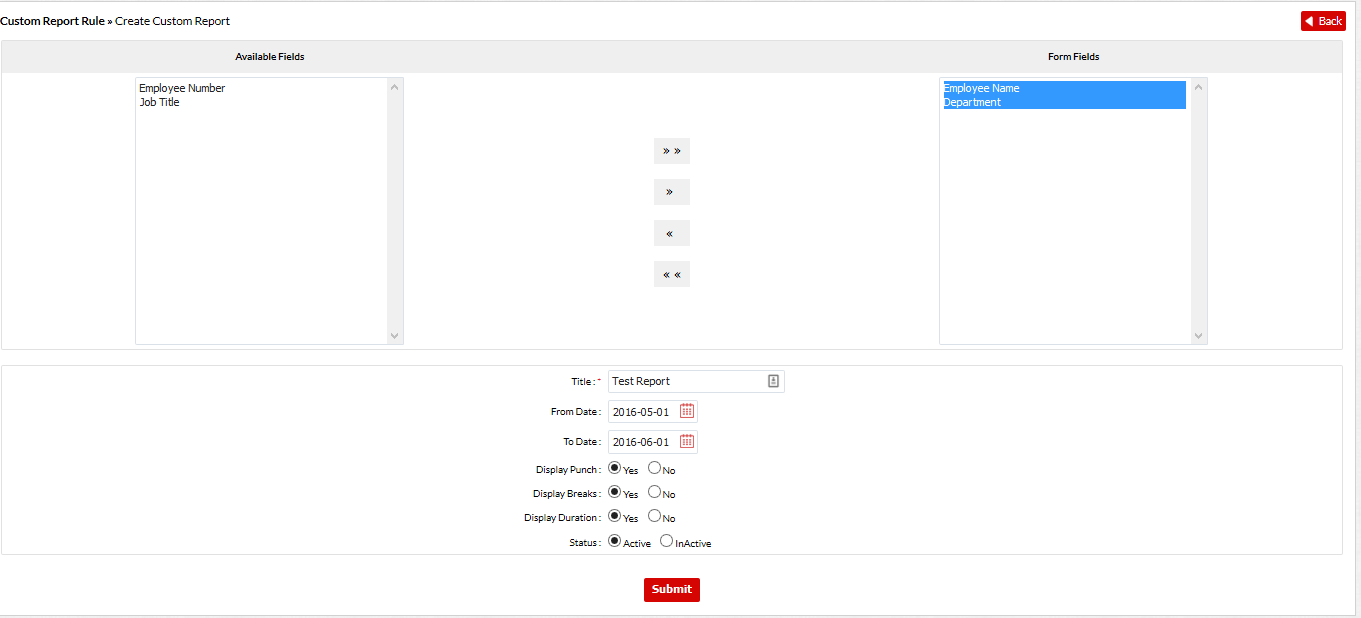 Custom Report Rule » Create Custom Report
Back
Available Fields
Form Fields
Employee Number
Job Title
Employee Name
Department
» »
»
«
« «
Title : * Test Report
From Date : 2016-05-01
To Date : 2016-06-01
Display Punch : Yes No
Display Breaks : Yes No
Display Duration : Yes No
Status : Active InActive
Submit